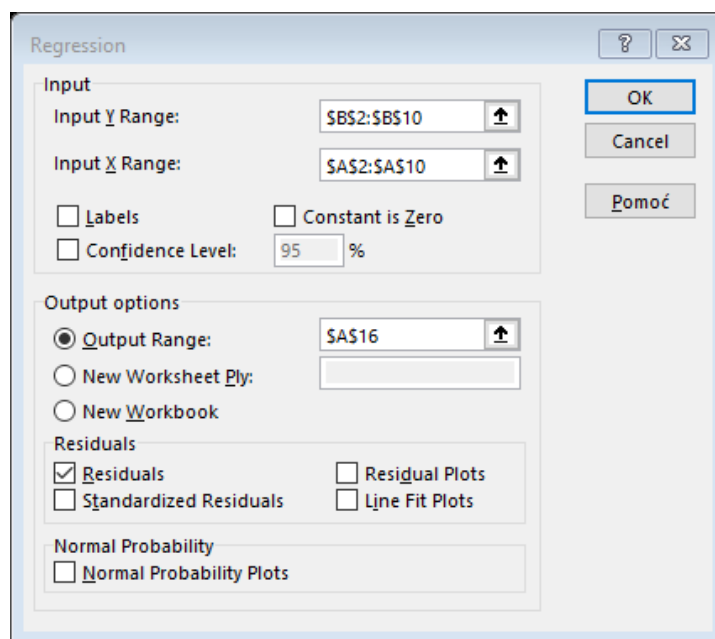 Regression
Input
Input Y Range: $B$2:$B$10
Input X Range: $A$2:$A$10
Labels Constant is Zero
Confidence Level: 95 %
OK
Cancel
Pomoć
Output options
Output Range: $A$16
New Worksheet Ply:
New Workbook
Residuals
Residuals Residual Plots
Standardized Residuals Line Fit Plots
Normal Probability
Normal Probability Plots